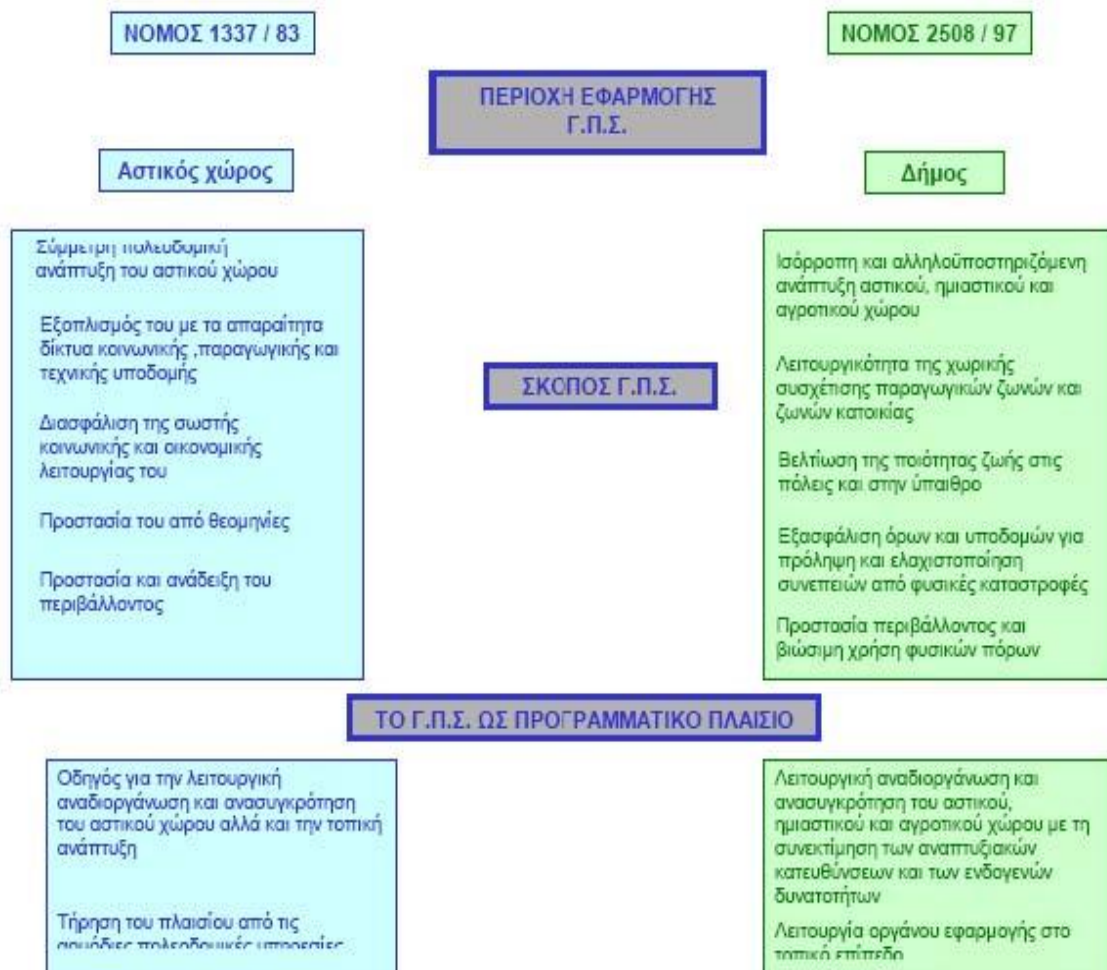 ΝΟΜΟΣ 1337 / 83
ΝΟΜΟΣ 2508 / 97
ΠΕΡΙΟΧΗ ΕΦΑΡΜΟΓΗΣ
Γ.Π.Σ.
Αστικός χώρος
Δήμος
Σύμμετρη πολεοδομική
ανάπτυξη του αστικού χώρου
Εξοπλισμός του με τα απαραίτητα
δίκτυα κοινωνικής ,παραγωγικής και
τεχνικής υποδομής
Διασφάλιση της σωστής
κοινωνικής και οικονομικής
λειτουργίας του
Προστασία του από θεομηνίες
Προστασία και ανάδειξη του
περιβάλλοντος
ΣΚΟΠΟΣ Γ.Π.Σ.
Ισόρροπη και αλληλοϋποστηριζόμενη
ανάπτυξη αστικού, ημιαστικού και
αγροτικού χώρου
Λειτουργικότητα της χωρικής
συσχέτισης παραγωγικών ζωνών και
ζωνών κατοικίας
Βελτίωση της ποιότητας ζωής στις
πόλεις και στην ύπαιθρο
Εξασφάλιση όρων και υποδομών για
πρόληψη και ελαχιστοποίηση
συνεπειών από φυσικές καταστροφές
Προστασία περιβάλλοντος και
βιώσιμη χρήση φυσικών πόρων
ΤΟ Γ.Π.Σ. ΩΣ ΠΡΟΓΡΑΜΜΑΤΙΚΟ ΠΛΑΙΣΙΟ
Οδηγός για την λειτουργική
αναδιοργάνωση και ανασυγκρότηση
του αστικού χώρου αλλά και την τοπική
ανάπτυξη
Τήρηση του πλαισίου από τις
αρμόδιες πολεοδομικές υπηρεσίες
Λειτουργική αναδιοργάνωση και
ανασυγκρότηση του αστικού,
ημιαστικού και αγροτικού χώρου με τη
συνεκτίμηση των αναπτυξιακών
κατευθύνσεων και των ενδογενών
δυνατοτήτων
Λειτουργία οργάνου εφαρμογής στο
τοπικό επίπεδο